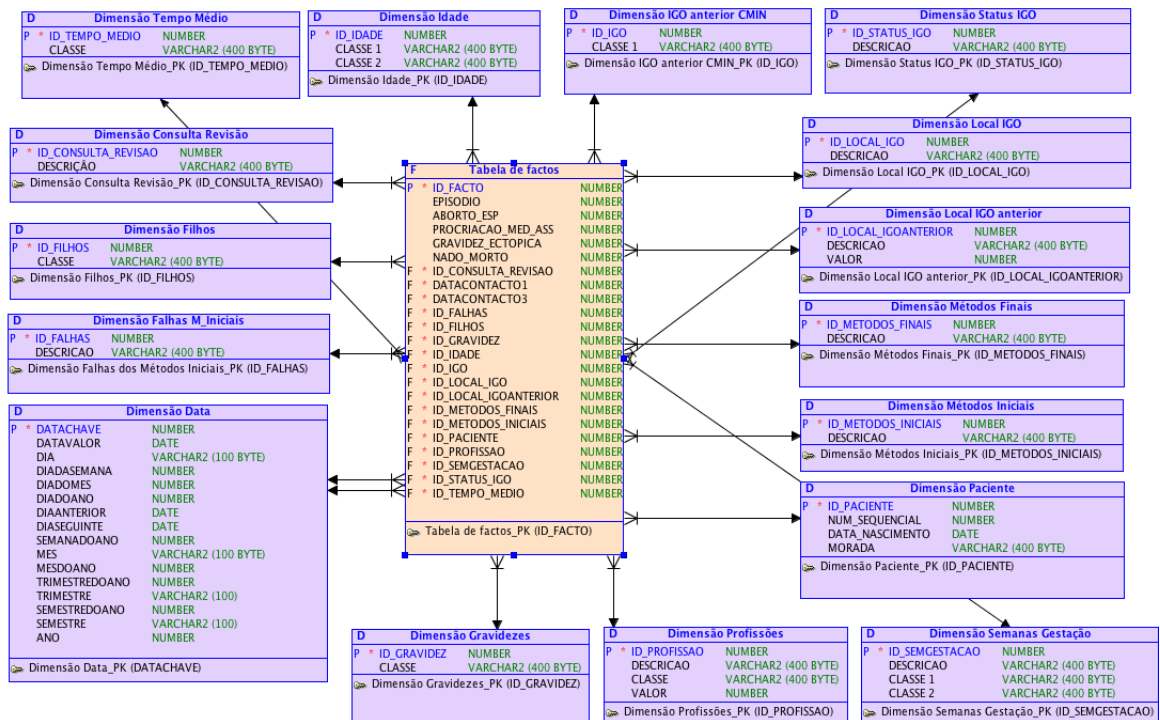 D Dimensão Tempo Médio
P * ID_TEMPO_MEDIO NUMBER
CLASSE VARCHAR2 (400 BYTE)
Dimensão Tempo Médio_PK (ID_TEMPO_MEDIO)
D Dimensão Idade
P * ID_IDADE NUMBER
CLASSE 1 VARCHAR2 (400 BYTE)
CLASSE 2 VARCHAR2 (400 BYTE)
Dimensão Idade_PK (ID_IDADE)
D Dimensão IGO anterior CMIN
P * ID_IGO NUMBER
CLASSE 1 VARCHAR2 (400 BYTE)
Dimensão IGO anterior CMIN_PK (ID_IGO)
D Dimensão Status IGO
P * ID_STATUS_IGO NUMBER
DESCRICAO VARCHAR2 (400 BYTE)
Dimensão Status IGO_PK (ID_STATUS_IGO)
D Dimensão Consulta Revisão
P * ID_CONSULTA_REVISAO NUMBER
DESCRIÇÃO VARCHAR2 (400 BYTE)
Dimensão Consulta Revisão_PK (ID_CONSULTA_REVISAO)
D Dimensão Filhos
P * ID_FILHOS NUMBER
CLASSE VARCHAR2 (400 BYTE)
Dimensão Filhos_PK (ID_FILHOS)
D Dimensão Falhas M_Iniciais
P * ID_FALHAS NUMBER
DESCRICAO VARCHAR2 (400 BYTE)
Dimensão Falhas dos Métodos Iniciais_PK (ID_FALHAS)
D Dimensão Data
P * DATACHAVE NUMBER
DATAVALOR DATE
DIA VARCHAR2 (100 BYTE)
DIADASEMANA NUMBER
DIADOMES NUMBER
DIADOANO NUMBER
DIAANTERIOR DATE
DIASEGUINTE DATE
SEMANADOANO NUMBER
MES VARCHAR2 (100 BYTE)
MESDOANO NUMBER
TRIMESTREDOANO NUMBER
TRIMESTRE VARCHAR2 (100)
SEMESTREDOANO NUMBER
SEMESTRE VARCHAR2 (100)
ANO NUMBER
Dimensão Data_PK (DATACHAVE)
F Tabela de factos
P * ID_FACTO NUMBER
EPISODIO NUMBER
ABORTO_ESP NUMBER
PROCRIACAO_MED_ASS NUMBER
GRAVIDEZ_ECTOPICA NUMBER
NADO_MORTO NUMBER
F * ID_CONSULTA_REVISAO NUMBER
F * DATACONTACTO1 NUMBER
F * DATACONTACTO3 NUMBER
F * ID_FALHAS NUMBER
F * ID_FILHOS NUMBER
F * ID_GRAVIDEZ NUMBER
F * ID_IDADE NUMBER
F * ID_IGO NUMBER
F * ID_LOCAL_IGO NUMBER
F * ID_LOCAL_IGOANTERIOR NUMBER
F * ID_METODOS_FINAIS NUMBER
F * ID_METODOS_INICIAIS NUMBER
F * ID_PACIENTE NUMBER
F * ID_PROFISSAO NUMBER
F * ID_SEMGESTACAO NUMBER
F * ID_STATUS_IGO NUMBER
F * ID_TEMPO_MEDIO NUMBER
Tabela de factos_PK (ID_FACTO)
D Dimensão Local IGO
P * ID_LOCAL_IGO NUMBER
DESCRICAO VARCHAR2 (400 BYTE)
Dimensão Local IGO_PK (ID_LOCAL_IGO)
D Dimensão Local IGO anterior
P * ID_LOCAL_IGOANTERIOR NUMBER
DESCRICAO VARCHAR2 (400 BYTE)
VALOR NUMBER
Dimensão Local IGO anterior_PK (ID_LOCAL_IGOANTERIOR)
D Dimensão Métodos Finais
P * ID_METODOS_FINAIS NUMBER
DESCRICAO VARCHAR2 (400 BYTE)
Dimensão Métodos Finais_PK (ID_METODOS_FINAIS)
D Dimensão Métodos Iniciais
P * ID_METODOS_INICIAIS NUMBER
DESCRICAO VARCHAR2 (400 BYTE)
Dimensão Métodos Iniciais_PK (ID_METODOS_INICIAIS)
D Dimensão Paciente
P * ID_PACIENTE NUMBER
NUM_SEQUENCIAL NUMBER
DATA_NASCIMENTO DATE
MORADA VARCHAR2 (400 BYTE)
Dimensão Paciente_PK (ID_PACIENTE)
D Dimensão Gravidezes
P * ID_GRAVIDEZ NUMBER
CLASSE VARCHAR2 (400 BYTE)
Dimensão Gravidezes_PK (ID_GRAVIDEZ)
D Dimensão Profissões
P * ID_PROFISSAO NUMBER
DESCRICAO VARCHAR2 (400 BYTE)
CLASSE VARCHAR2 (400 BYTE)
VALOR NUMBER
Dimensão Profissões_PK (ID_PROFISSAO)
D Dimensão Semanas Gestação
P * ID_SEMGESTACAO NUMBER
DESCRICAO VARCHAR2 (400 BYTE)
CLASSE 1 VARCHAR2 (400 BYTE)
CLASSE 2 VARCHAR2 (400 BYTE)
Dimensão Semanas Gestação_PK (ID_SEMGESTACAO)